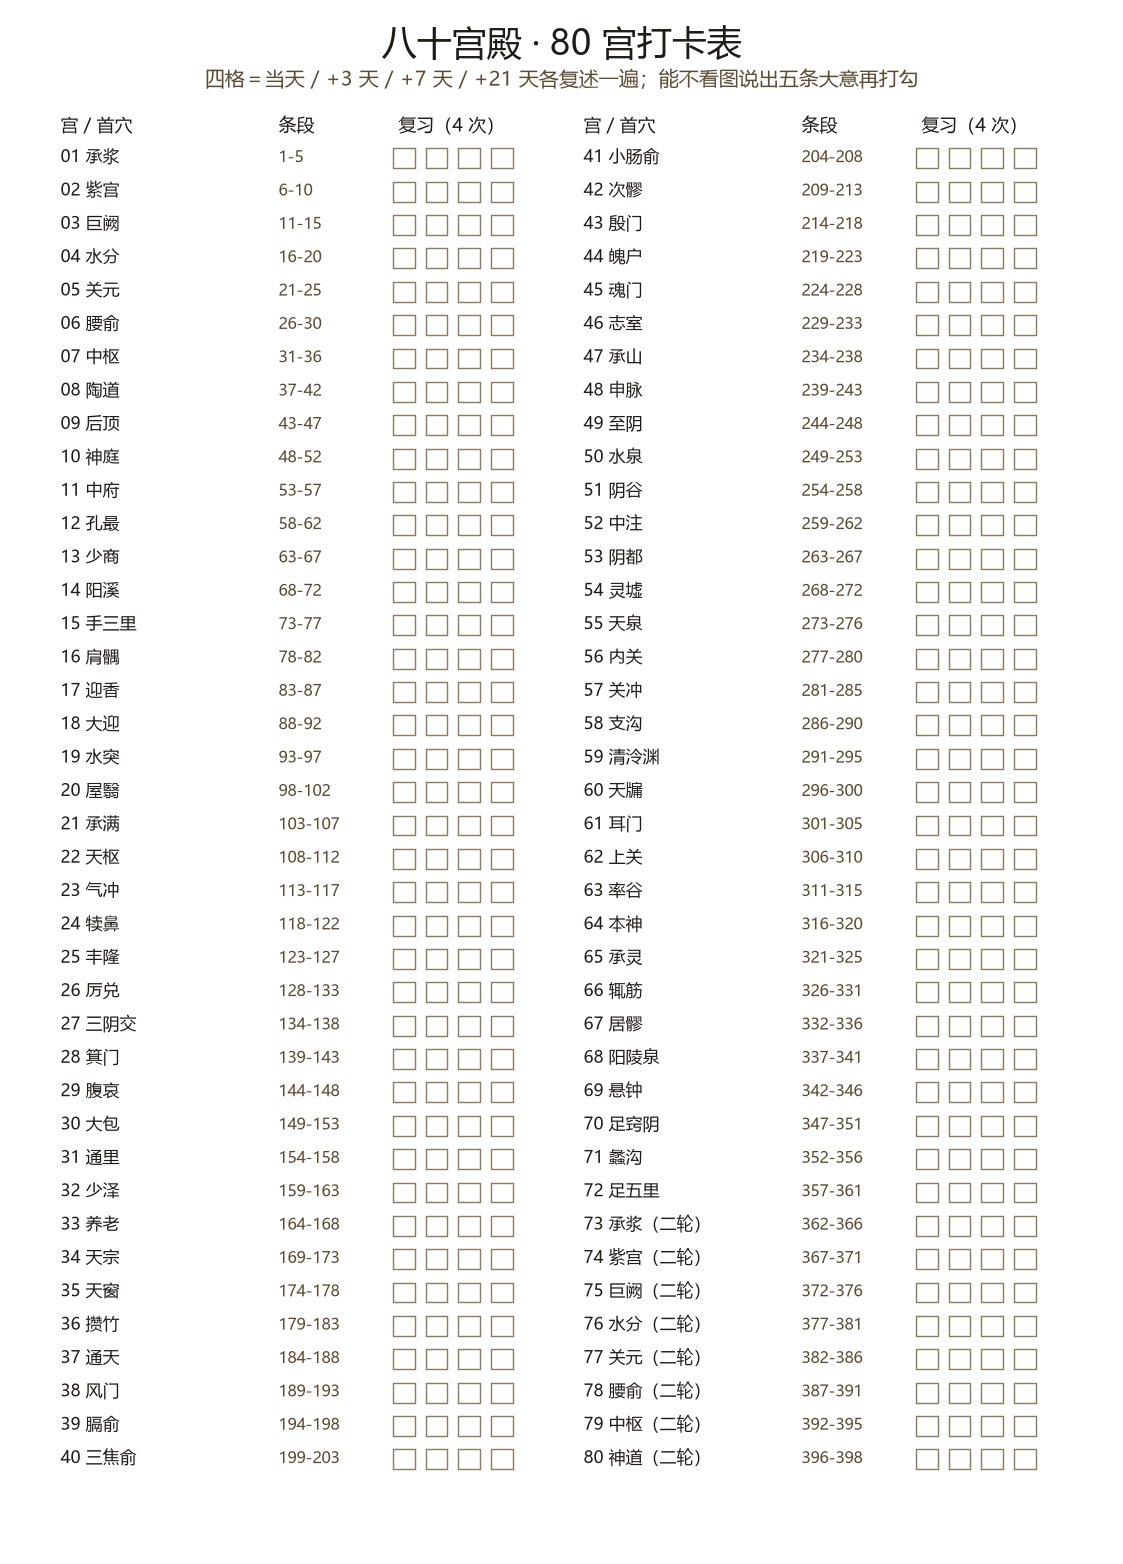 八十宫殿 · 80 宫打卡表
四格＝当天 / +3 天 / +7 天 / +21 天各复述一遍；能不看图说出五条大意再打勾
宫 / 首穴 条段 复习（4 次）
01 承浆 1-5
02 紫宫 6-10
03 巨阙 11-15
04 水分 16-20
05 关元 21-25
06 腰俞 26-30
07 中枢 31-36
08 陶道 37-42
09 后顶 43-47
10 神庭 48-52
11 中府 53-57
12 孔最 58-62
13 少商 63-67
14 阳溪 68-72
15 手三里 73-77
16 肩髃 78-82
17 迎香 83-87
18 大迎 88-92
19 水突 93-97
20 屋翳 98-102
21 承满 103-107
22 天枢 108-112
23 气冲 113-117
24 犊鼻 118-122
25 丰隆 123-127
26 厉兑 128-133
27 三阴交 134-138
28 箕门 139-143
29 腹哀 144-148
30 大包 149-153
31 通里 154-158
32 少泽 159-163
33 养老 164-168
34 天宗 169-173
35 天窗 174-178
36 攒竹 179-183
37 通天 184-188
38 风门 189-193
39 膈俞 194-198
40 三焦俞 199-203
宫 / 首穴 条段 复习（4 次）
41 小肠俞 204-208
42 次髎 209-213
43 殷门 214-218
44 魄户 219-223
45 魂门 224-228
46 志室 229-233
47 承山 234-238
48 申脉 239-243
49 至阴 244-248
50 水泉 249-253
51 阴谷 254-258
52 中注 259-262
53 阴都 263-267
54 灵墟 268-272
55 天泉 273-276
56 内关 277-280
57 关冲 281-285
58 支沟 286-290
59 清泠渊 291-295
60 天牖 296-300
61 耳门 301-305
62 上关 306-310
63 率谷 311-315
64 本神 316-320
65 承灵 321-325
66 辄筋 326-331
67 居髎 332-336
68 阳陵泉 337-341
69 悬钟 342-346
70 足窍阴 347-351
71 蠡沟 352-356
72 足五里 357-361
73 承浆（二轮） 362-366
74 紫宫（二轮） 367-371
75 巨阙（二轮） 372-376
76 水分（二轮） 377-381
77 关元（二轮） 382-386
78 腰俞（二轮） 387-391
79 中枢（二轮） 392-395
80 神道（二轮） 396-398